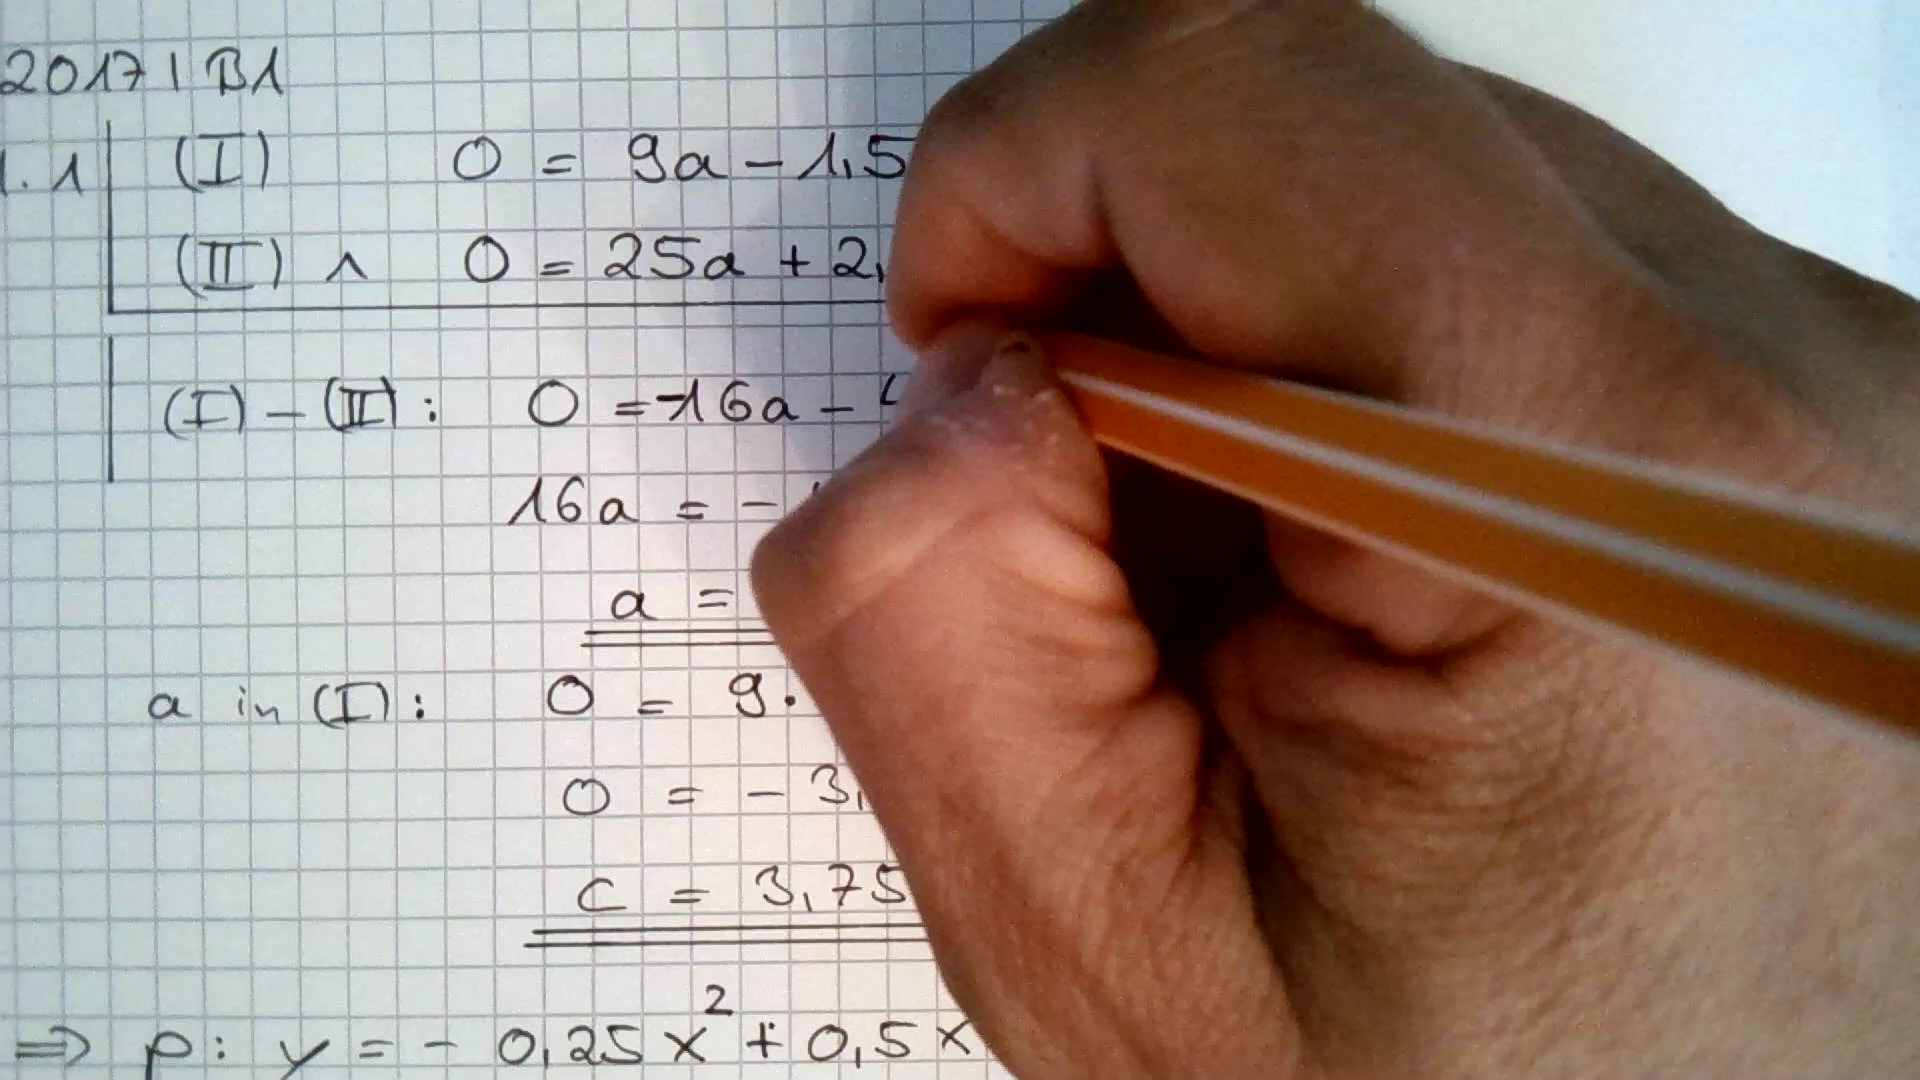 2017 | B1
1.1 (I) 0 = 9a - 1,5
(II) ∧ 0 = 25a + 2,
(I) - (II): 0 = -16a - 4
16a = -
a =
a in (I): 0 = 9·
0 = - 3,
c = 3,75
⇒ p: y = - 0,25x² + 0,5x